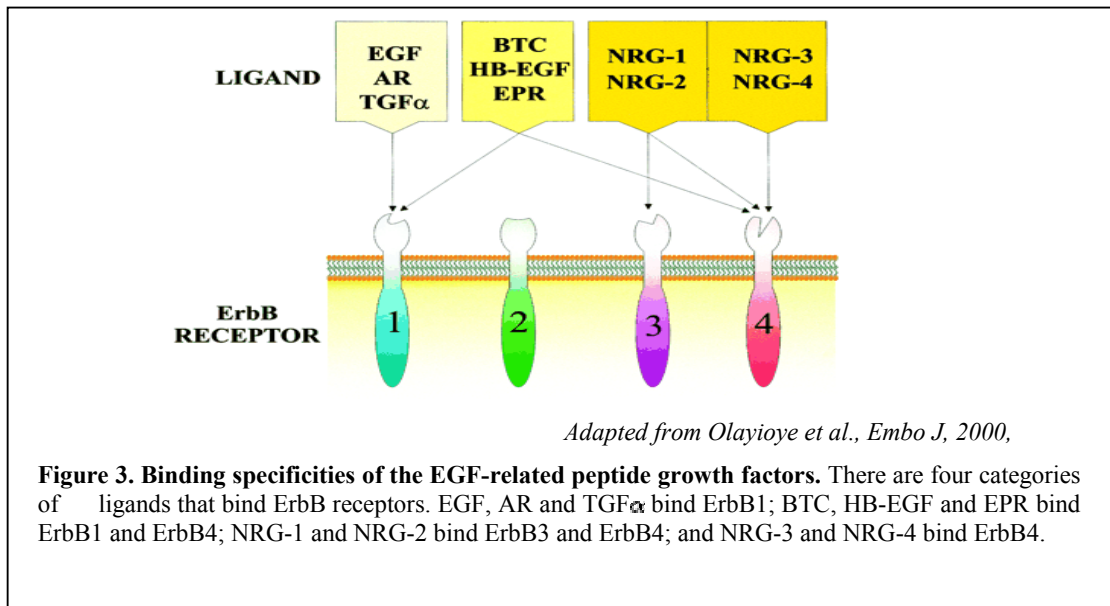 LIGAND
EGF
AR
TGFα
BTC
HB-EGF
EPR
NRG-1
NRG-2
NRG-3
NRG-4
ErbB
RECEPTOR
1
2
3
4
Adapted from Olayioye et al., Embo J, 2000,
Figure 3. Binding specificities of the EGF-related peptide growth factors. There are four categories
of ligands that bind ErbB receptors. EGF, AR and TGFα bind ErbB1; BTC, HB-EGF and EPR bind
ErbB1 and ErbB4; NRG-1 and NRG-2 bind ErbB3 and ErbB4; and NRG-3 and NRG-4 bind ErbB4.